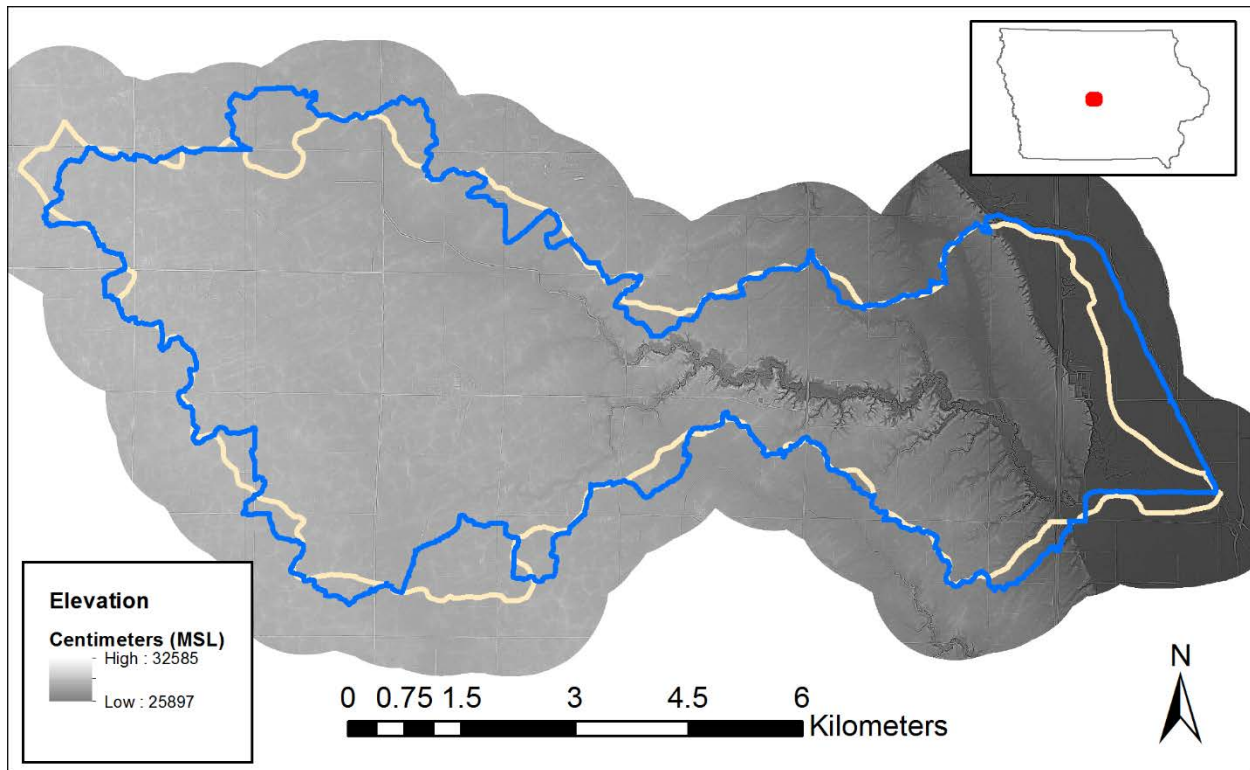 N
Elevation
Centimeters (MSL)
High : 32585
Low : 25897
0 0.75 1.5 3 4.5 6
Kilometers